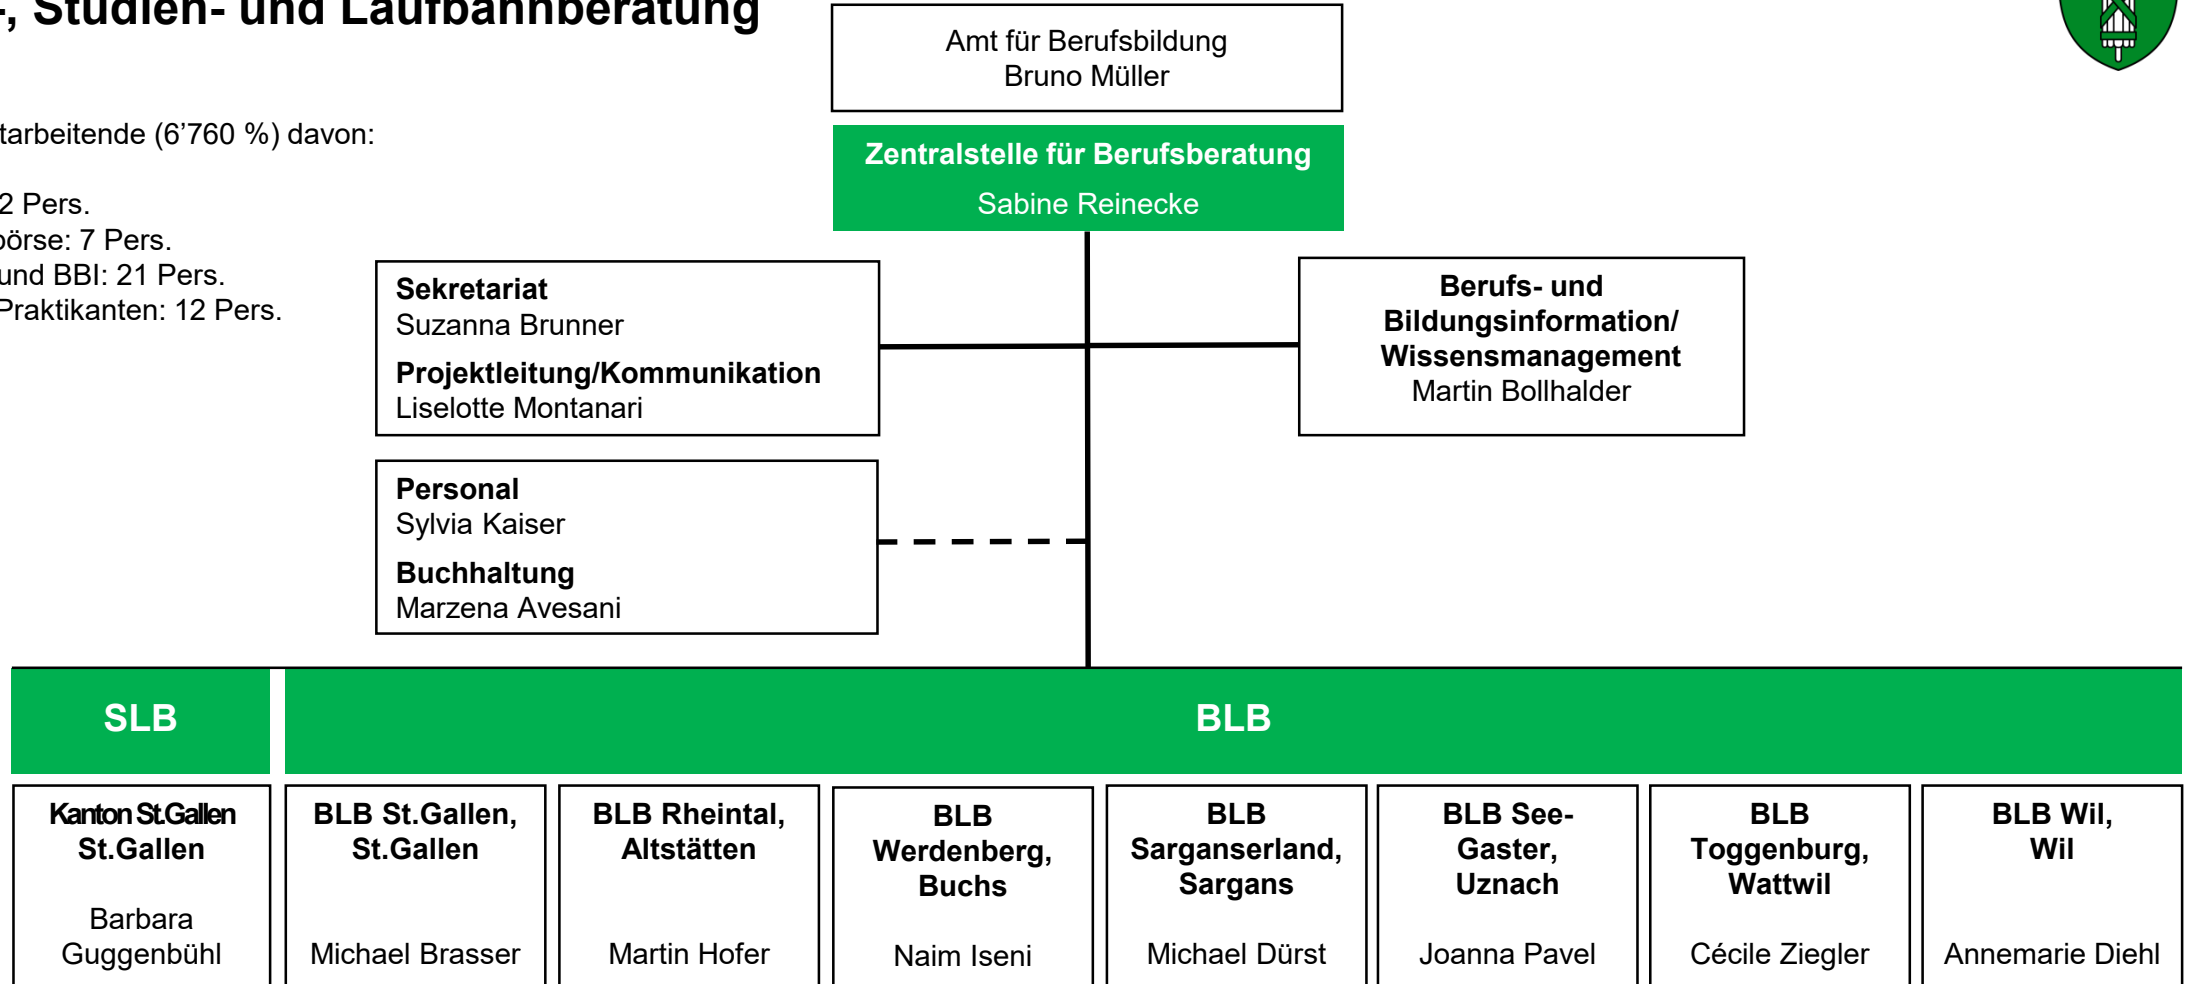 -, Studien- und Laufbahnberatung
Amt für Berufsbildung
Bruno Müller
tarbeitende (6’760 %) davon:
Zentralstelle für Berufsberatung
Sabine Reinecke
2 Pers.
börse: 7 Pers.
und BBI: 21 Pers.
Praktikanten: 12 Pers.
Sekretariat
Suzanna Brunner
Projektleitung/Kommunikation
Liselotte Montanari
Berufs- und
Bildungsinformation/
Wissensmanagement
Martin Bollhalder
Personal
Sylvia Kaiser
Buchhaltung
Marzena Avesani
SLB
BLB
Kanton St.Gallen
St.Gallen
Barbara
Guggenbühl
BLB St.Gallen,
St.Gallen
Michael Brasser
BLB Rheintal,
Altstätten
Martin Hofer
BLB
Werdenberg,
Buchs
Naim Iseni
BLB
Sarganserland,
Sargans
Michael Dürst
BLB See-
Gaster,
Uznach
Joanna Pavel
BLB
Toggenburg,
Wattwil
Cécile Ziegler
BLB Wil,
Wil
Annemarie Diehl